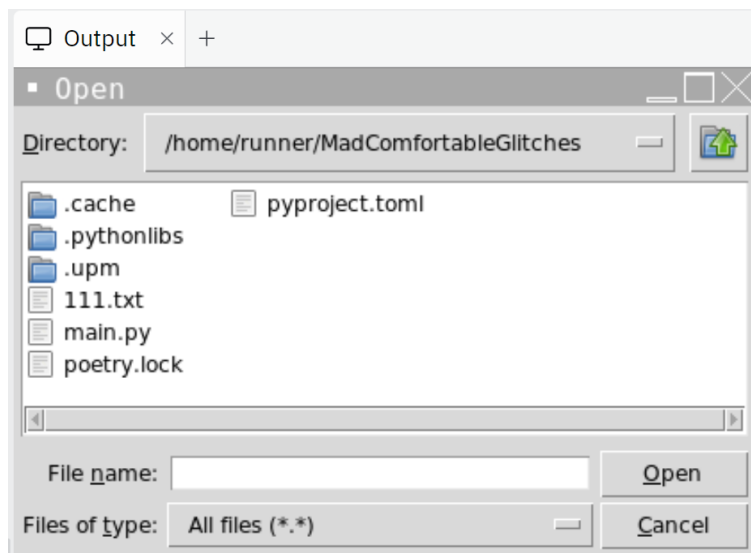 Output × +
Open
Directory: /home/runner/MadComfortableGlitches
.cache pyproject.toml
.pythonlibs
.upm
111.txt
main.py
poetry.lock
File name: Open
Files of type: All files (*.*) Cancel